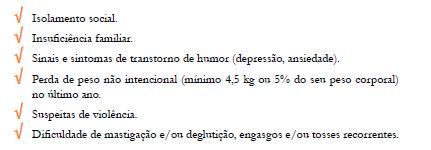 √ Isolamento social.
√ Insuficiência familiar.
√ Sinais e sintomas de transtorno de humor (depressão, ansiedade).
√ Perda de peso não intencional (mínimo 4,5 kg ou 5% do seu peso corporal)
no último ano.
√ Suspeitas de violência.
√ Dificuldade de mastigação e/ou deglutição, engasgos e/ou tosses recorrentes.